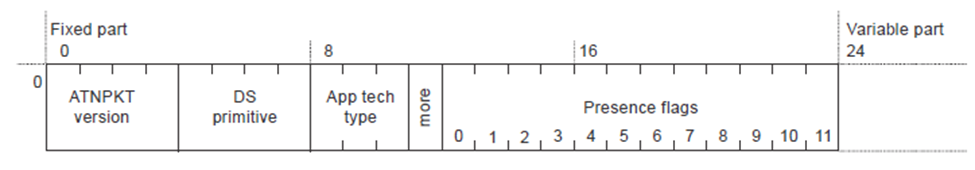 Fixed part Variable part
0 8 16 24
0
ATNPKT version
DS primitive
App tech type
more
Presence flags
0 1 2 3 4 5 6 7 8 9 10 11